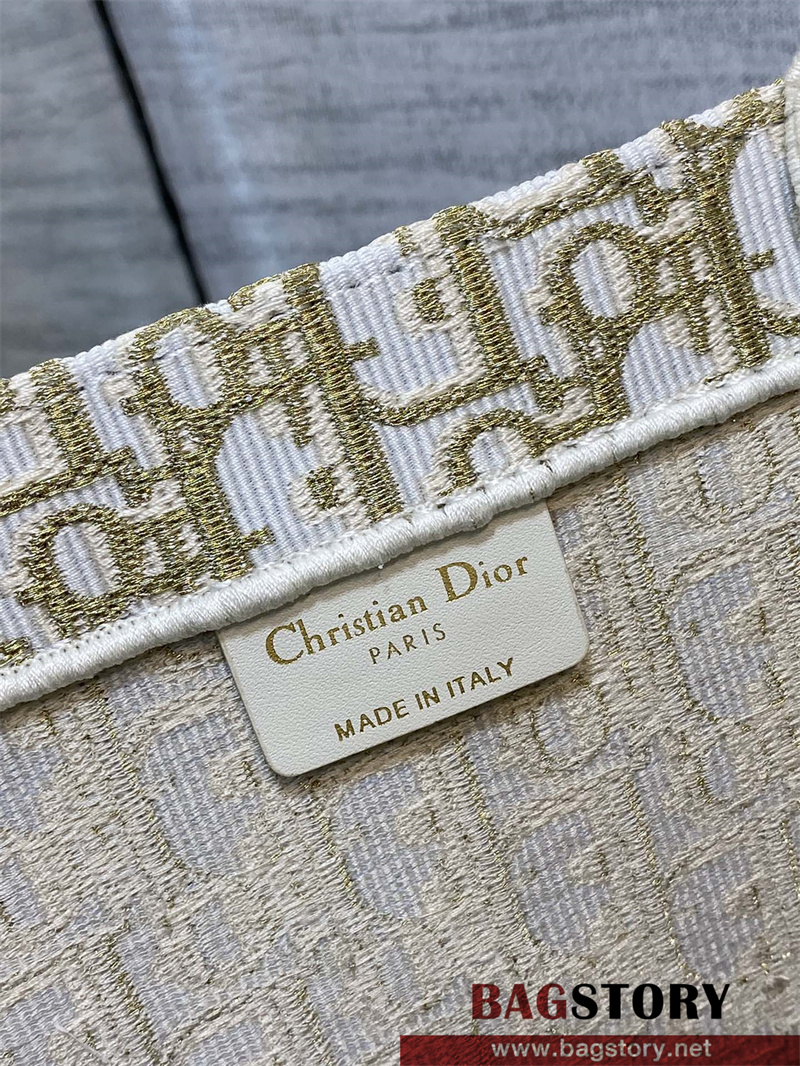 Christian Dior
PARIS
MADE IN ITALY
BAGSTORY
www.bagstory.net